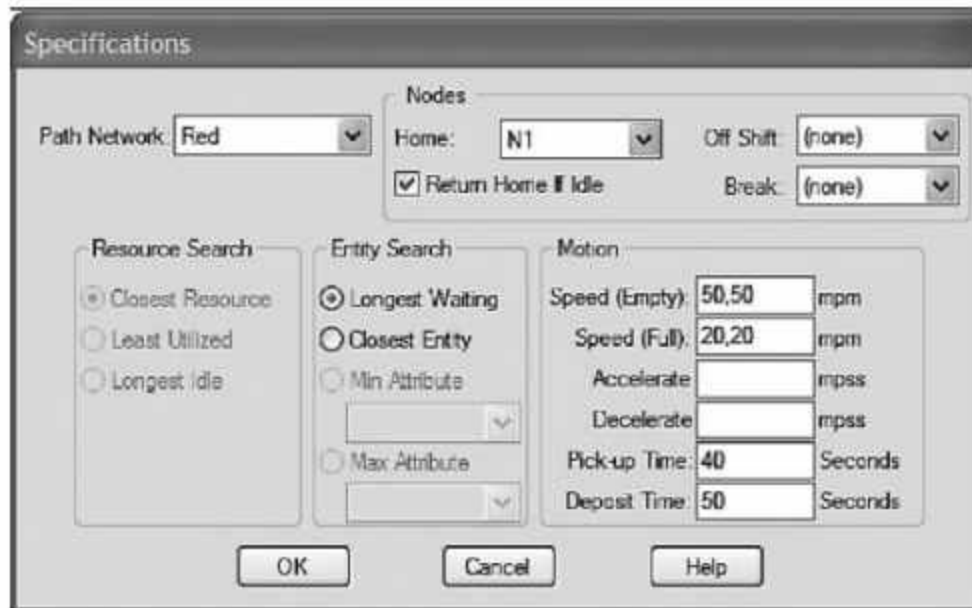 Specifications
Nodes
Path Network: Red
Home: N1
Off Shift: (none)
Return Home If Idle
Break: (none)
Resource Search
Closest Resource
Least Utilized
Longest Idle
Entity Search
Longest Waiting
Closest Entity
Min Attribute
Max Attribute
Motion
Speed (Empty): 50,50 mpm
Speed (Full): 20,20 mpm
Accelerate mpss
Decelerate mpss
Pick-up Time: 40 Seconds
Deposit Time: 50 Seconds
OK Cancel Help